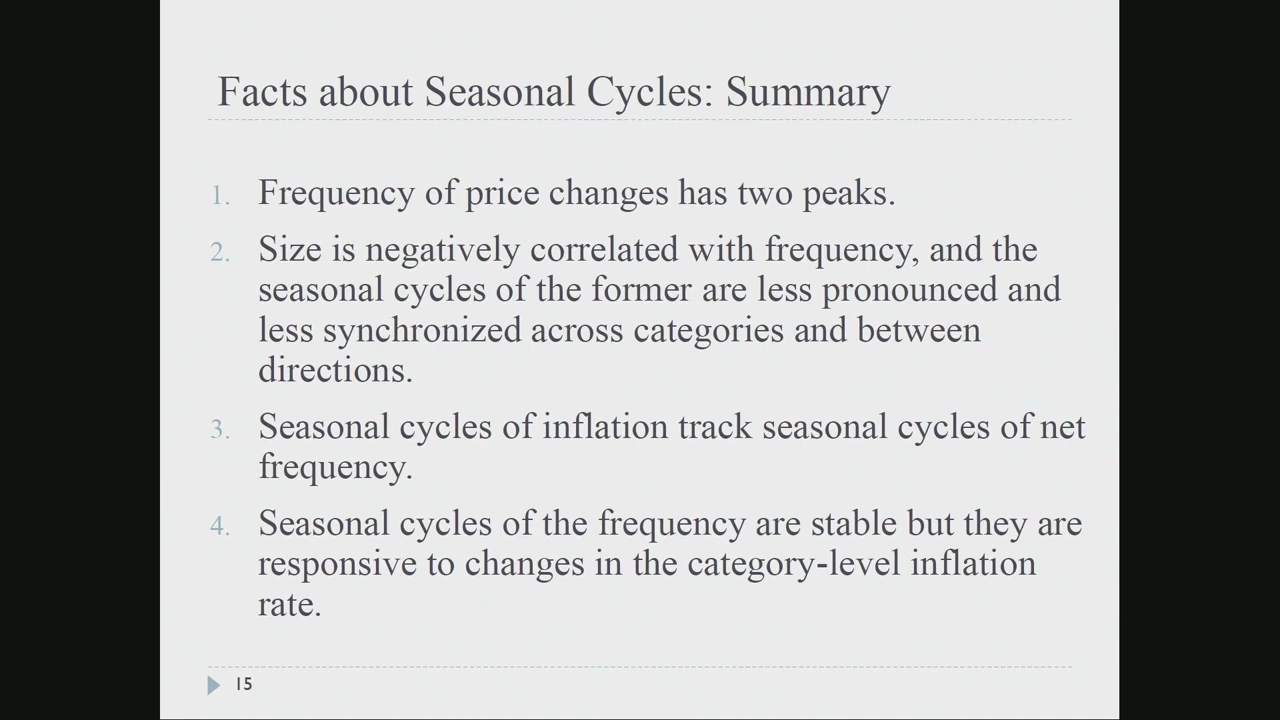 Facts about Seasonal Cycles: Summary
1. Frequency of price changes has two peaks.
2. Size is negatively correlated with frequency, and the
seasonal cycles of the former are less pronounced and
less synchronized across categories and between
directions.
3. Seasonal cycles of inflation track seasonal cycles of net
frequency.
4. Seasonal cycles of the frequency are stable but they are
responsive to changes in the category-level inflation
rate.
15